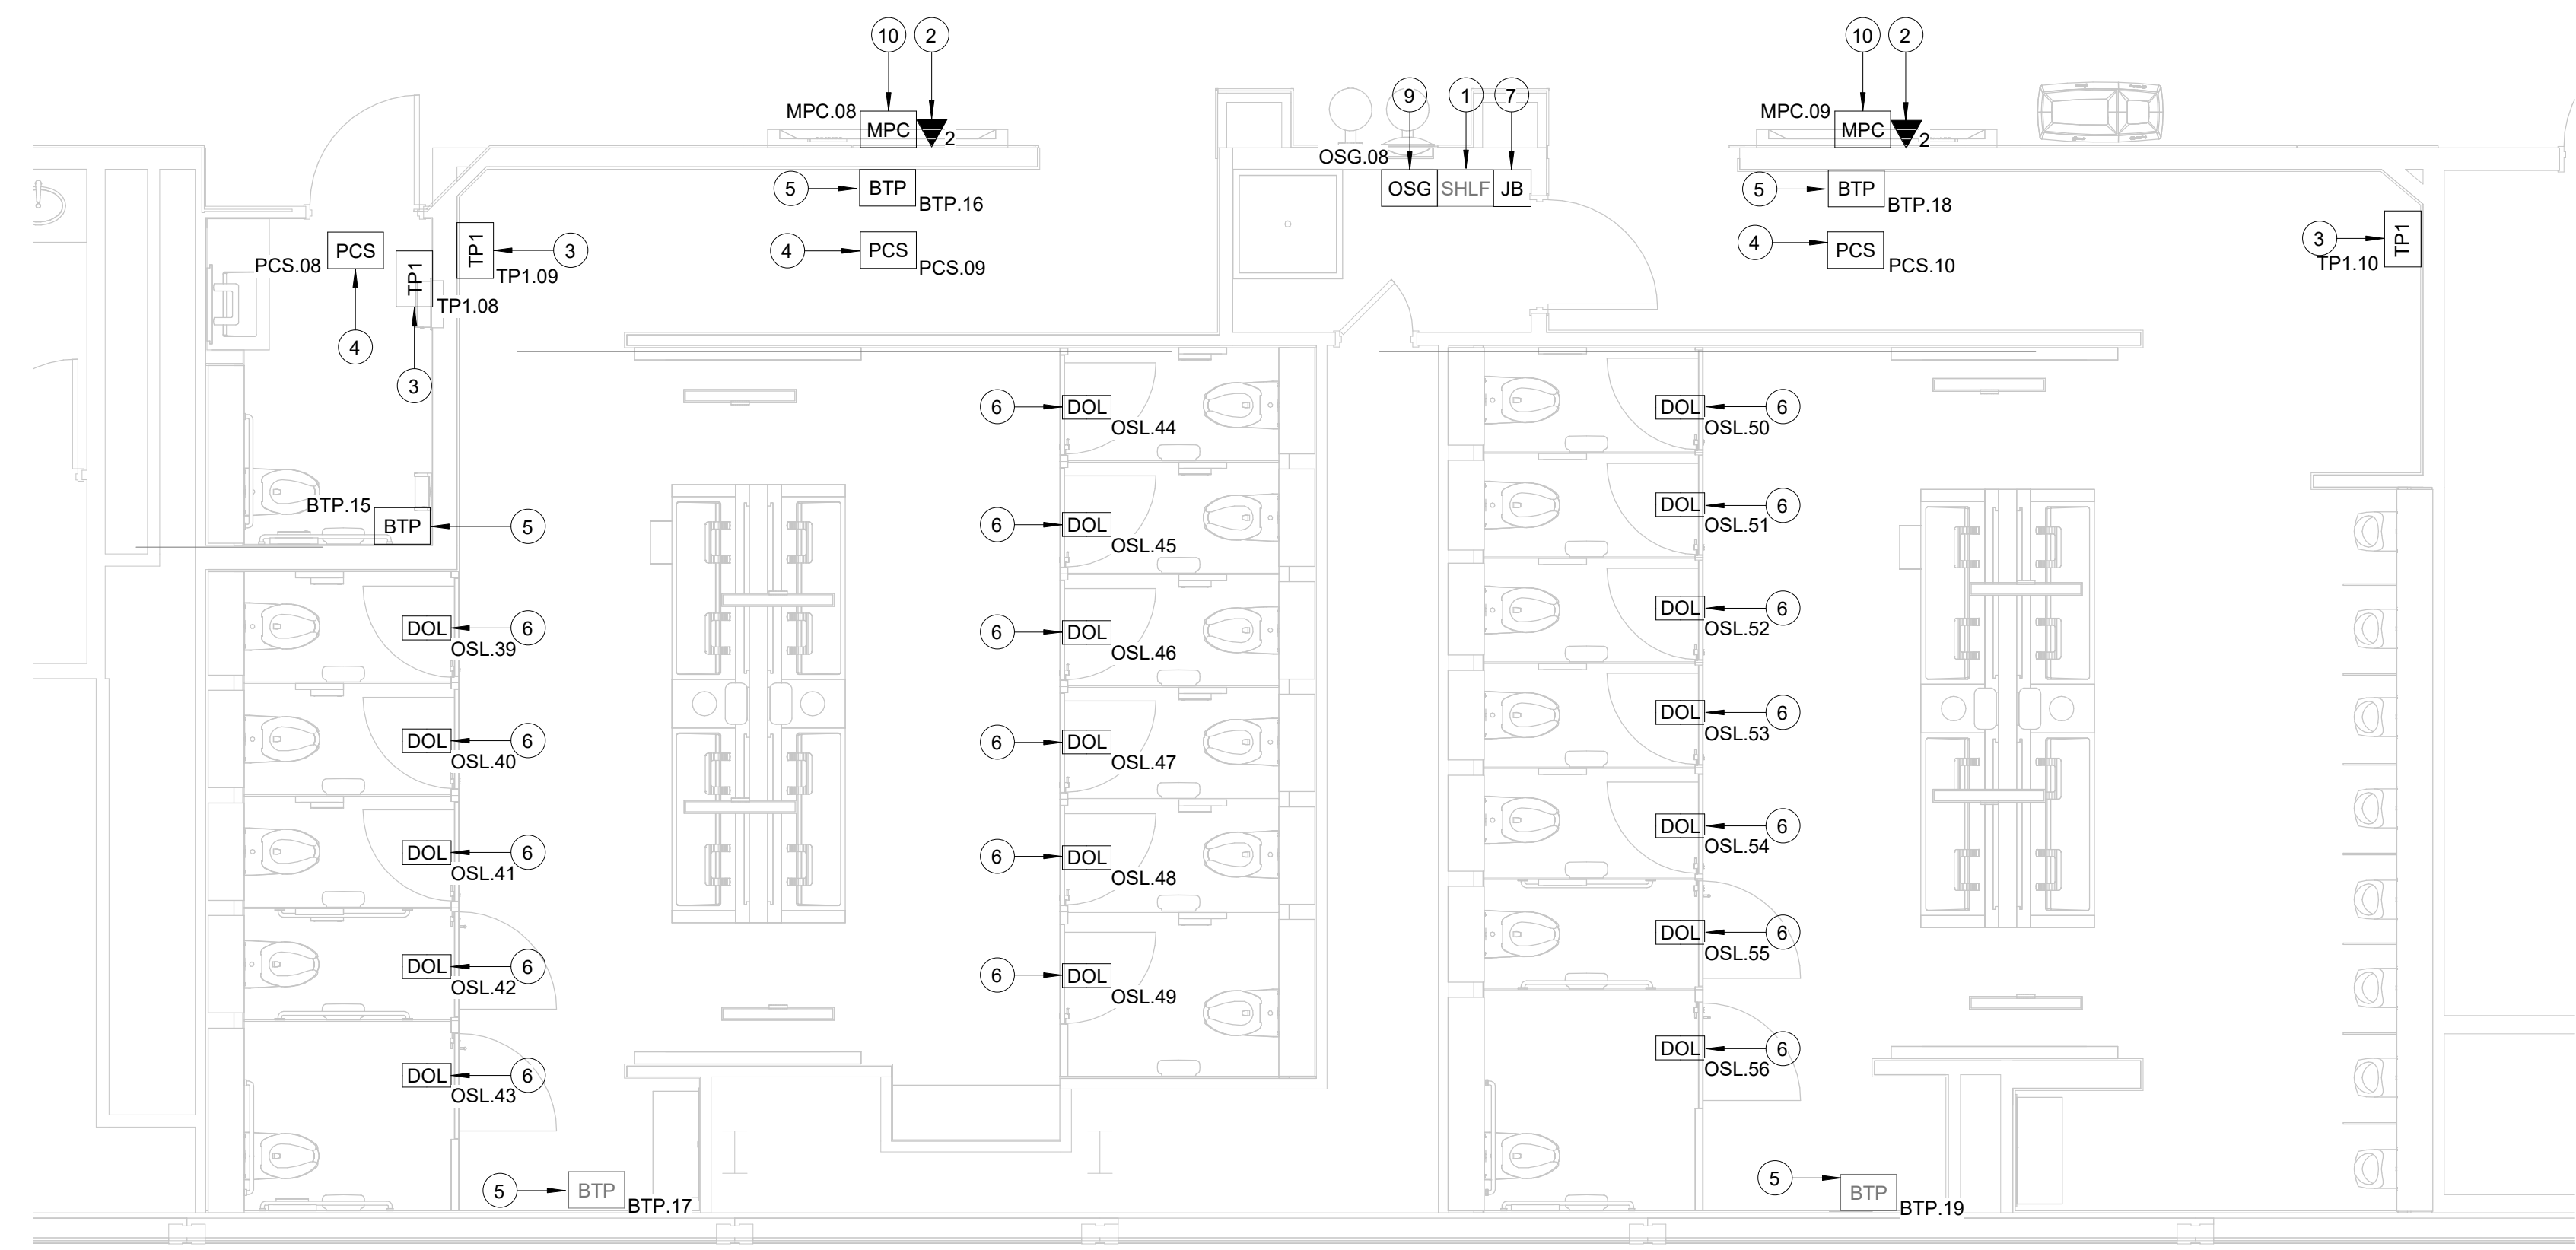 10 2
10 2
MPC.08
MPC
2
9 1 7
MPC.09
MPC
2
OSG.08
OSG SHLF JB
5 BTP
BTP.16
5 BTP
BTP.18
PCS.08
PCS
TP1
TP1.08
TP1
TP1.09
3
4 PCS
PCS.09
4 PCS
PCS.10
3
TP1
TP1.10
4
3
6 DOL
OSL.44
DOL 6
OSL.50
BTP.15
BTP 5
6 DOL
OSL.45
DOL 6
OSL.51
DOL 6
OSL.39
6 DOL
OSL.46
DOL 6
OSL.52
DOL 6
OSL.40
6 DOL
OSL.47
DOL 6
OSL.53
DOL 6
OSL.41
6 DOL
OSL.48
DOL 6
OSL.54
DOL 6
OSL.42
6 DOL
OSL.49
DOL 6
OSL.55
DOL 6
OSL.43
DOL 6
OSL.56
5 BTP
BTP.17
5 BTP
BTP.19